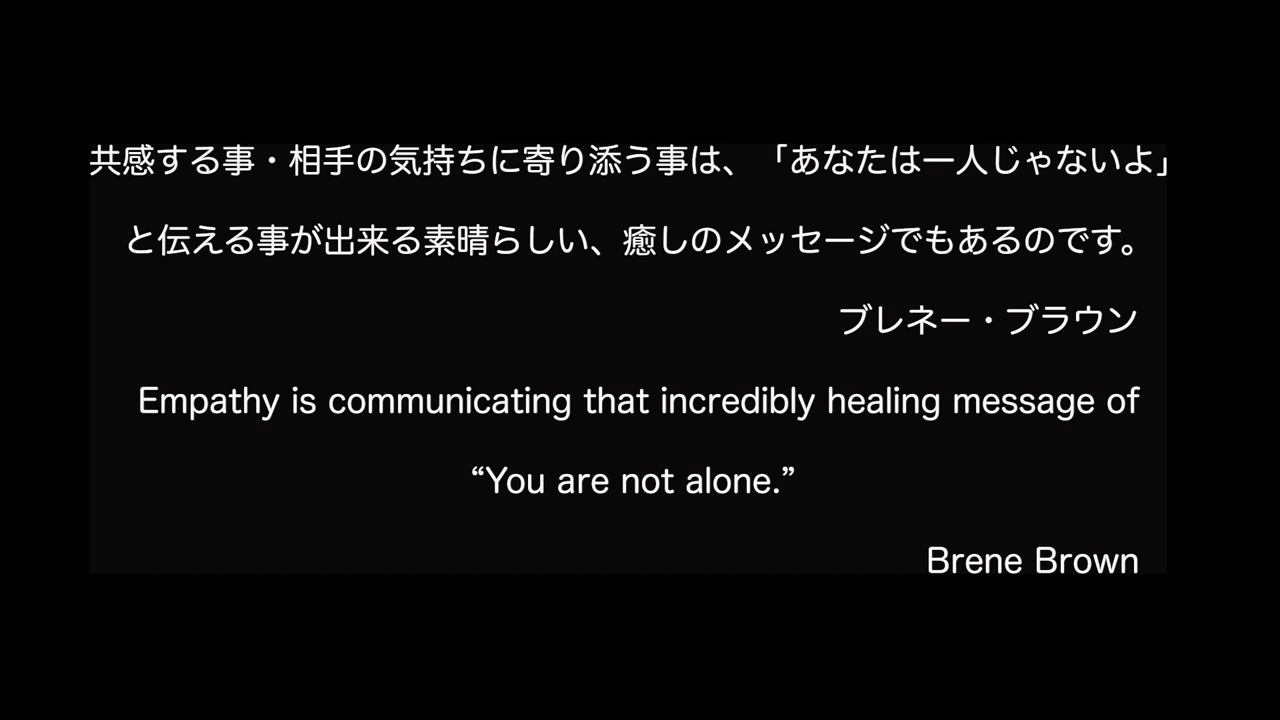 共感する事・相手の気持ちに寄り添う事は、「あなたは一人じゃないよ」
と伝える事が出来る素晴らしい、癒しのメッセージでもあるのです。
ブレネー・ブラウン
Empathy is communicating that incredibly healing message of
“You are not alone.”
Brene Brown